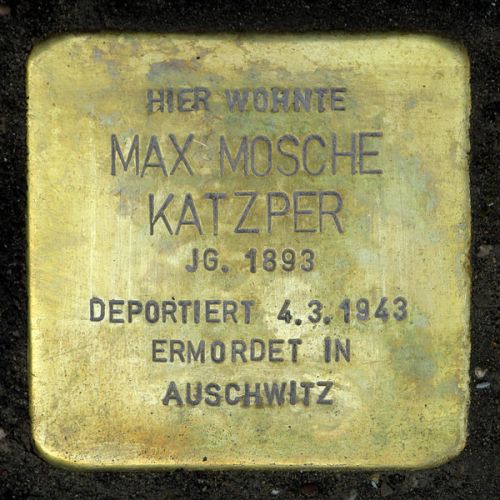 HIER WOHNTE
MAX MOSCHE
KATZPER
JG. 1893
DEPORTIERT 4.3.1943
ERMORDET IN
AUSCHWITZ